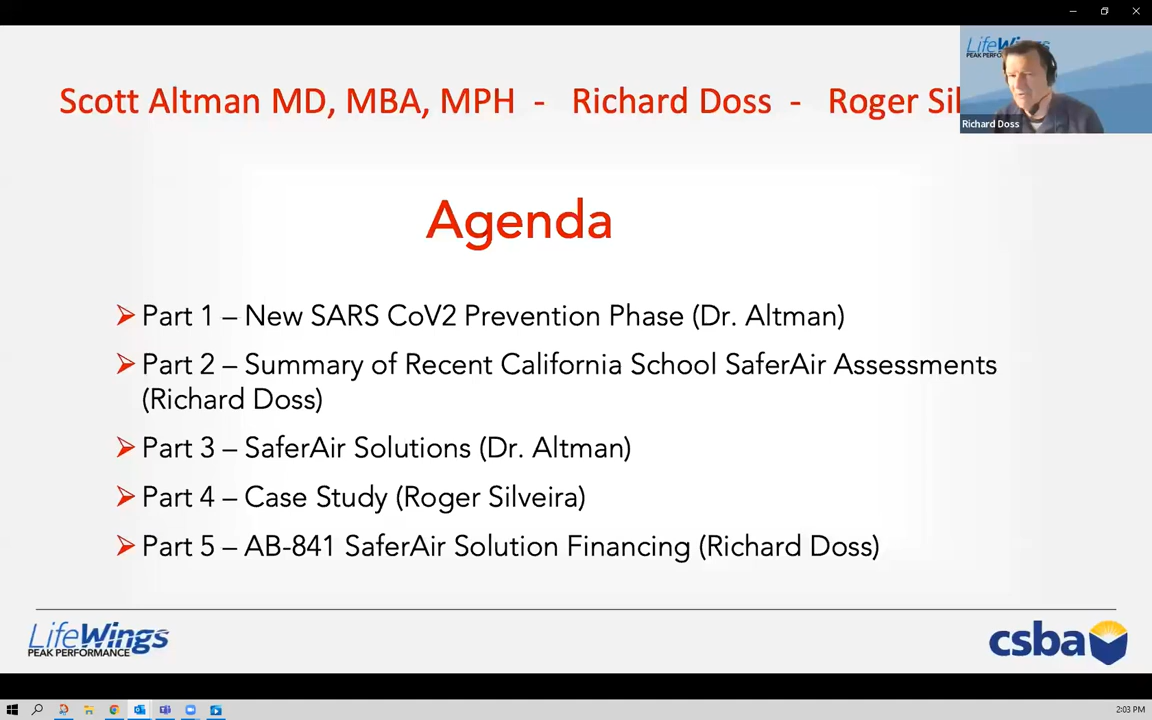 Scott Altman MD, MBA, MPH - Richard Doss - Roger
LifeWings
Richard Doss
Agenda
➢ Part 1 – New SARS CoV2 Prevention Phase (Dr. Altman)
➢ Part 2 – Summary of Recent California School SaferAir Assessments
(Richard Doss)
➢ Part 3 – SaferAir Solutions (Dr. Altman)
➢ Part 4 – Case Study (Roger Silveira)
➢ Part 5 – AB-841 SaferAir Solution Financing (Richard Doss)
LifeWings
PEAK PERFORMANCE™
csba
2:03 PM